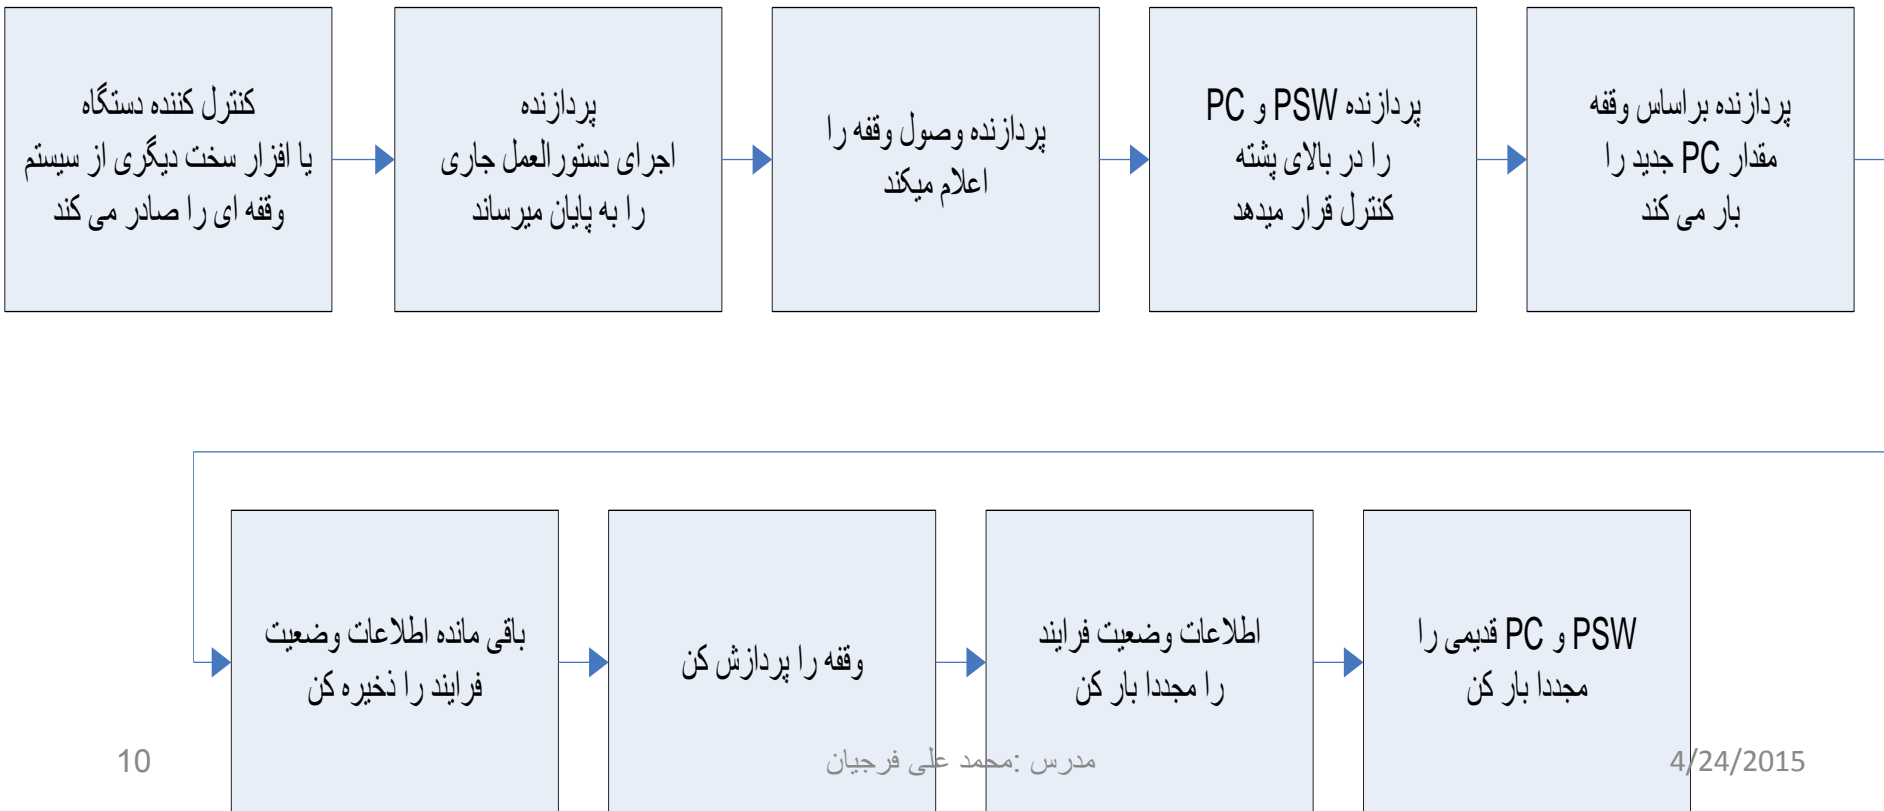 کنترل کننده دستگاه
یا افزار سخت دیگری از سیستم
وقفه ای را صادر می کند
پردازنده
اجرای دستورالعمل جاری
را به پایان میرساند
پردازنده وصول وقفه را
اعلام میکند
پردازنده PSW و PC
را در بالای پشته
کنترل قرار میدهد
پردازنده براساس وقفه
مقدار PC جدید را
بار می کند
باقی مانده اطلاعات وضعیت
فرایند را ذخیره کن
وقفه را پردازش کن
اطلاعات وضعیت فرایند
را مجددا بار کن
PSW و PC قدیمی را
مجددا بار کن
10
مدرس :محمد علی فرجیان
4/24/2015